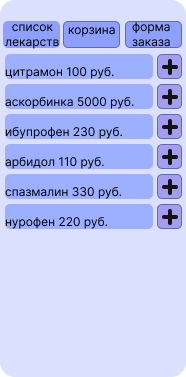 список
лекарств
корзина
форма
заказа
цитрамон 100 руб.
аскорбинка 5000 руб.
ибупрофен 230 руб.
арбидол 110 руб.
спазмалин 330 руб.
нурофен 220 руб.